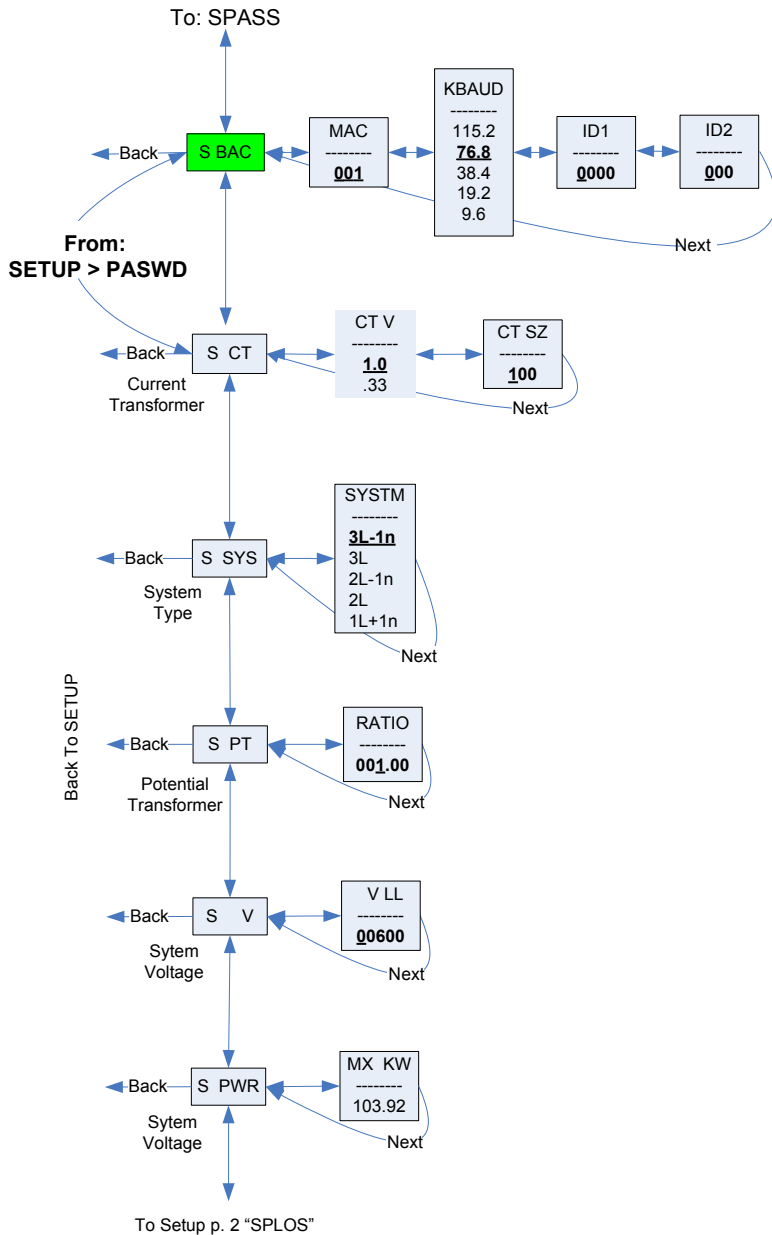 To: SPASS
Back
S BAC
MAC
--------
001
KBAUD
--------
115.2
76.8
38.4
19.2
9.6
ID1
--------
0000
ID2
--------
000
Next
From:
SETUP > PASWD
Back
S CT
Current
Transformer
CT V
--------
1.0
.33
CT SZ
--------
100
Next
Back
S SYS
System
Type
SYSTM
--------
3L-1n
3L
2L-1n
2L
1L+1n
Next
Back To SETUP
Back
S PT
Potential
Transformer
RATIO
--------
001.00
Next
Back
S V
Sytem
Voltage
V LL
--------
00600
Next
Back
S PWR
Sytem
Voltage
MX KW
--------
103.92
Next
To Setup p. 2 “SPLOS”